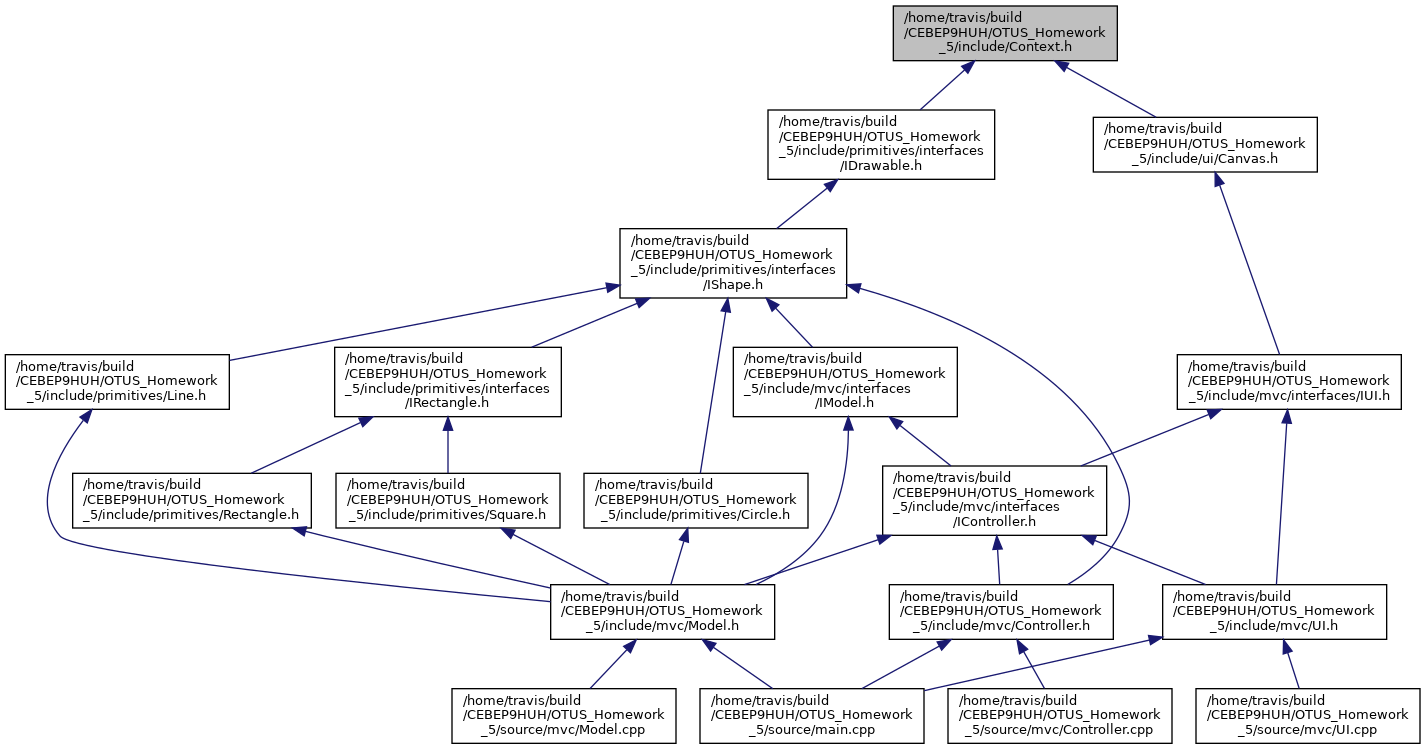 /home/travis/build
/CEBEP9HUH/OTUS_Homework
_5/include/Context.h
/home/travis/build
/CEBEP9HUH/OTUS_Homework
_5/include/primitives/interfaces
/IDrawable.h
/home/travis/build
/CEBEP9HUH/OTUS_Homework
_5/include/ui/Canvas.h
/home/travis/build
/CEBEP9HUH/OTUS_Homework
_5/include/primitives/interfaces
/IShape.h
/home/travis/build
/CEBEP9HUH/OTUS_Homework
_5/include/primitives/Line.h
/home/travis/build
/CEBEP9HUH/OTUS_Homework
_5/include/primitives/interfaces
/IRectangle.h
/home/travis/build
/CEBEP9HUH/OTUS_Homework
_5/include/mvc/interfaces
/IModel.h
/home/travis/build
/CEBEP9HUH/OTUS_Homework
_5/include/mvc/interfaces/IUI.h
/home/travis/build
/CEBEP9HUH/OTUS_Homework
_5/include/primitives/Rectangle.h
/home/travis/build
/CEBEP9HUH/OTUS_Homework
_5/include/primitives/Square.h
/home/travis/build
/CEBEP9HUH/OTUS_Homework
_5/include/primitives/Circle.h
/home/travis/build
/CEBEP9HUH/OTUS_Homework
_5/include/mvc/interfaces
/IController.h
/home/travis/build
/CEBEP9HUH/OTUS_Homework
_5/include/mvc/Model.h
/home/travis/build
/CEBEP9HUH/OTUS_Homework
_5/include/mvc/Controller.h
/home/travis/build
/CEBEP9HUH/OTUS_Homework
_5/include/mvc/UI.h
/home/travis/build
/CEBEP9HUH/OTUS_Homework
_5/source/mvc/Model.cpp
/home/travis/build
/CEBEP9HUH/OTUS_Homework
_5/source/main.cpp
/home/travis/build
/CEBEP9HUH/OTUS_Homework
_5/source/mvc/Controller.cpp
/home/travis/build
/CEBEP9HUH/OTUS_Homework
_5/source/mvc/UI.cpp